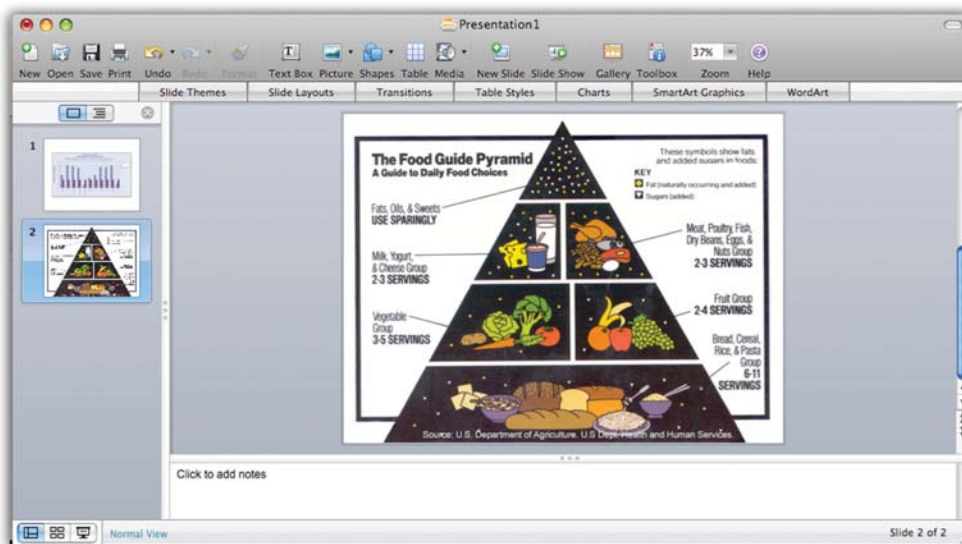 Presentation1
New Open Save Print Undo Redo Format Text Box Picture Shapes Table Media New Slide Slide Show Gallery Toolbox Zoom Help
37%
Slide Themes Slide Layouts Transitions Table Styles Charts SmartArt Graphics WordArt
1
2
The Food Guide Pyramid
A Guide to Daily Food Choices
These symbols show fats
and added sugars in foods:
KEY
Fat (naturally occurring and added)
Sugars (added)
Fats, Oils, & Sweets
USE SPARINGLY
Milk, Yogurt,
& Cheese Group
2-3 SERVINGS
Meat, Poultry, Fish,
Dry Beans, Eggs, &
Nuts Group
2-3 SERVINGS
Vegetable
Group
3-5 SERVINGS
Fruit Group
2-4 SERVINGS
Bread, Cereal,
Rice, & Pasta
Group
6-11
SERVINGS
Source: U.S. Department of Agriculture. U.S Dept. Health and Human Services.
Click to add notes
Normal View
Slide 2 of 2